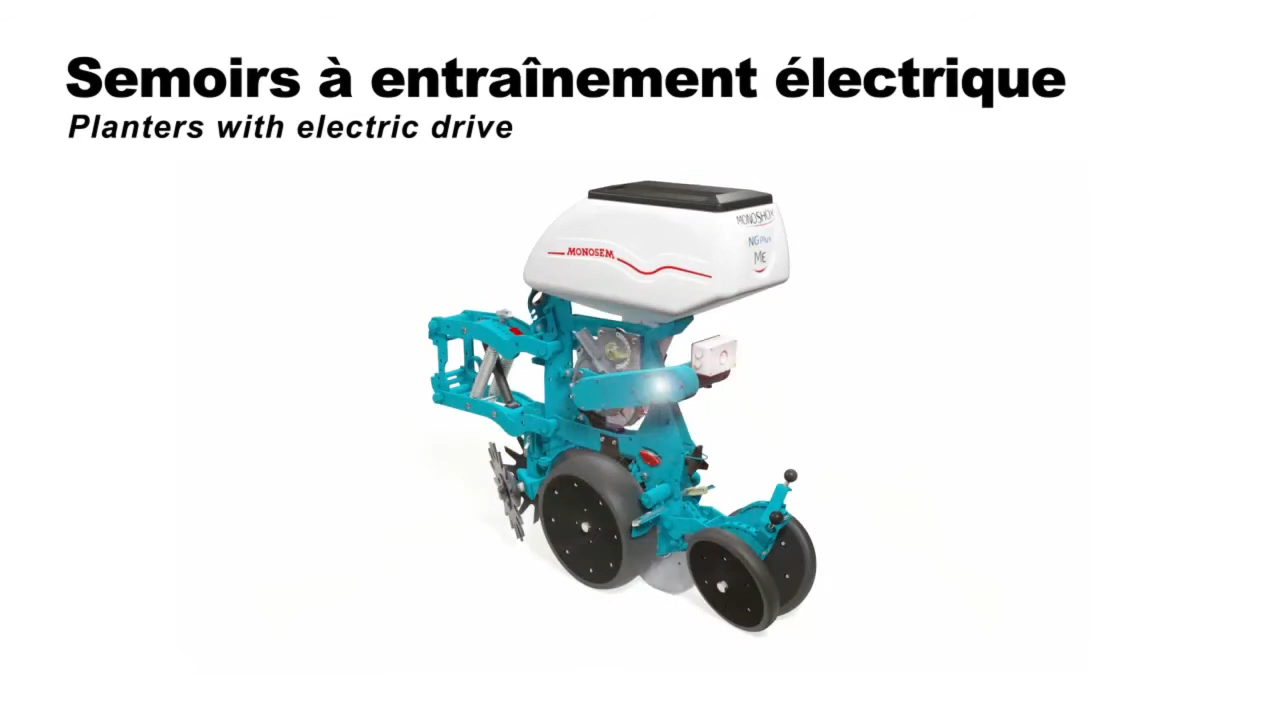 Semoirs à entraînement électrique
Planters with electric drive
MONOSHOX
NG Plus
ME
MONOSEM